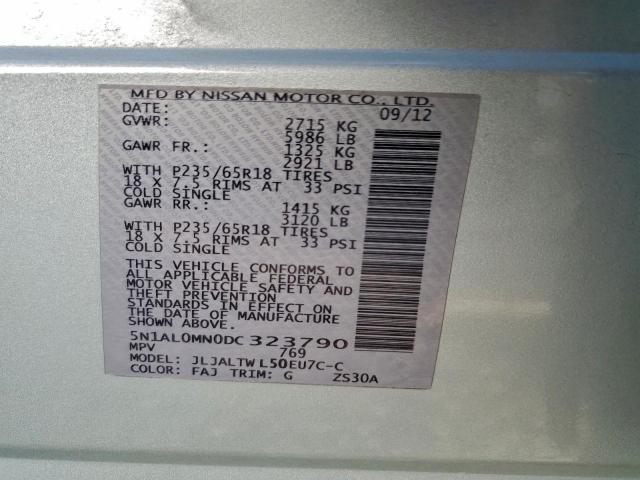 MFD BY NISSAN MOTOR CO., LTD.
DATE: 09/12
GVWR: 2715 KG
5986 LB
GAWR FR.: 1325 KG
2921 LB
WITH P235/65R18 TIRES
18 X 7.5 RIMS AT 33 PSI
COLD SINGLE
GAWR RR.: 1415 KG
3120 LB
WITH P235/65R18 TIRES
18 X 7.5 RIMS AT 33 PSI
COLD SINGLE
THIS VEHICLE CONFORMS TO
ALL APPLICABLE FEDERAL
MOTOR VEHICLE SAFETY AND
THEFT PREVENTION
STANDARDS IN EFFECT ON
THE DATE OF MANUFACTURE
SHOWN ABOVE.
5N1AL0MN0DC 323790
MPV 769
MODEL: JLJALTWL50EU7C-C
COLOR: FAJ TRIM: G ZS30A